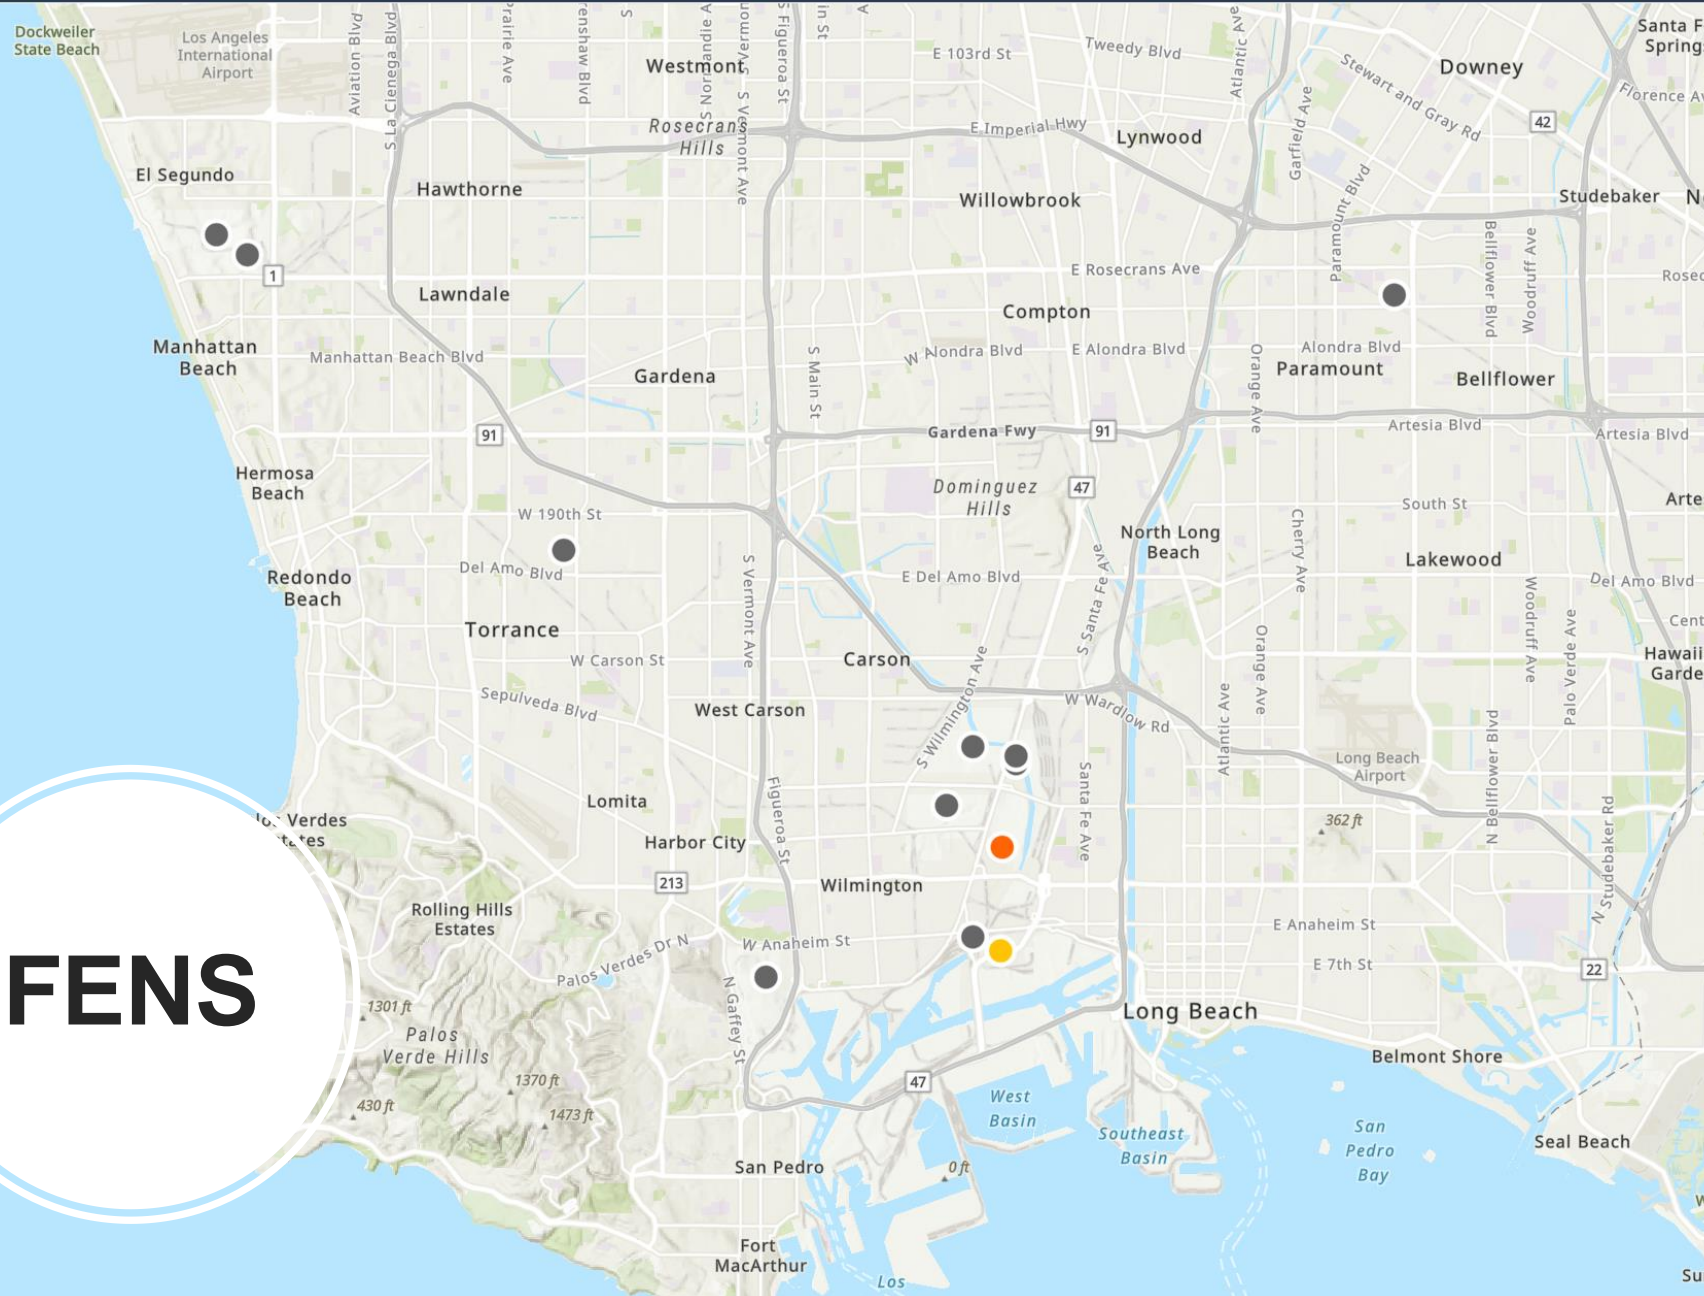 Dockweiler
State Beach
Los Angeles
International
Airport
Aviation Blvd
S La Cienega Blvd
Prairie Ave
renshaw Blvd
S
S Normandie A
S Vermont Ave
S Figueroa St
in St
A
Westmont
E 103rd St
Tweedy Blvd
Atlantic Ave
Downey
Santa F
Spring
Stewart and Gray Rd
Florence Av
42
Rosecrans
Hills
E Imperial Hwy
Lynwood
Garfield Ave
El Segundo
Hawthorne
Willowbrook
Paramount Blvd
Studebaker
N
Bellflower Blvd
Woodruff Ave
1
E Rosecrans Ave
Rosec
Lawndale
Compton
Manhattan
Beach
Manhattan Beach Blvd
Gardena
S Main St
W Alondra Blvd
E Alondra Blvd
Orange Ave
Alondra Blvd
Paramount
Bellflower
91
Gardena Fwy
91
Artesia Blvd
Artesia Blvd
Hermosa
Beach
Dominguez
Hills
47
W 190th St
South St
Arte
North Long
Beach
Cherry Ave
Lakewood
Redondo
Beach
Del Amo Blvd
S Vermont Ave
E Del Amo Blvd
S Santa Fe Ave
Del Amo Blvd
Woodruff Ave
Palo Verde Ave
Cent
Torrance
W Carson St
Carson
Orange Ave
Hawaii
Garde
Sepulveda Blvd
West Carson
S Wilmington Ave
W Wardlow Rd
Atlantic Ave
N Bellflower Blvd
Long Beach
Airport
Lomita
Figueroa St
Santa Fe Ave
los Verdes
states
Harbor City
362 ft
N Studebaker Rd
213
Wilmington
Rolling Hills
Estates
Palos Verdes Dr N
W Anaheim St
E Anaheim St
E 7th St
22
FENS
1301 ft
N Gaffey St
Long Beach
Palos
Verde Hills
Belmont Shore
1370 ft
430 ft
1473 ft
47
West
Basin
Southeast
Basin
San
Pedro
Bay
Seal Beach
San Pedro
0 ft
Fort
MacArthur
Los
Su